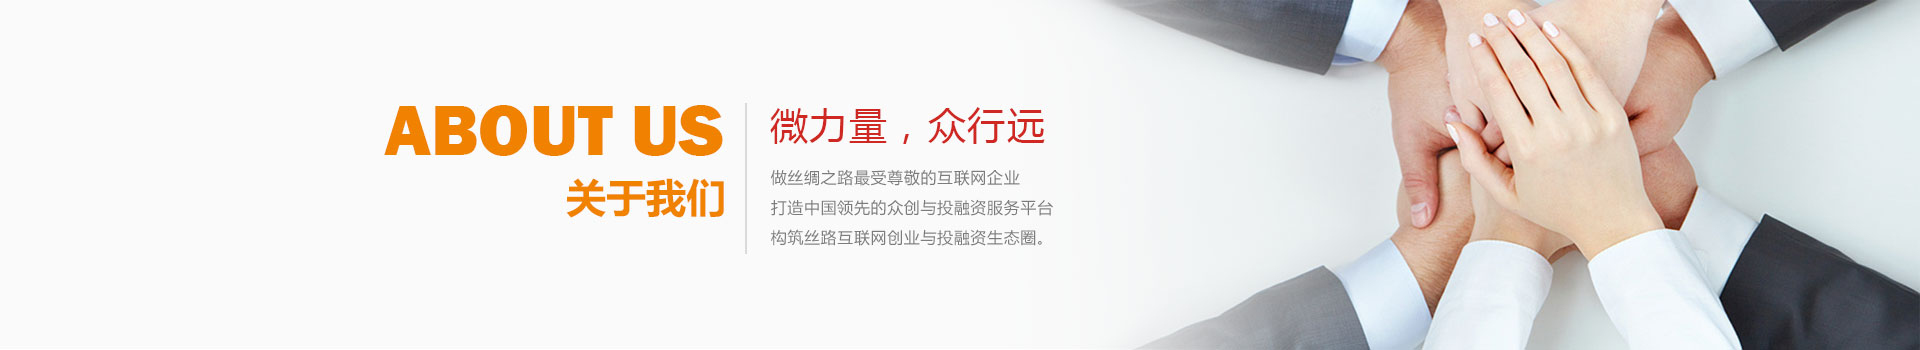 ABOUT US
关于我们
微力量，众行远
做丝绸之路最受尊敬的互联网企业
打造中国领先的众创与投融资服务平台
构筑丝路互联网创业与投融资生态圈。